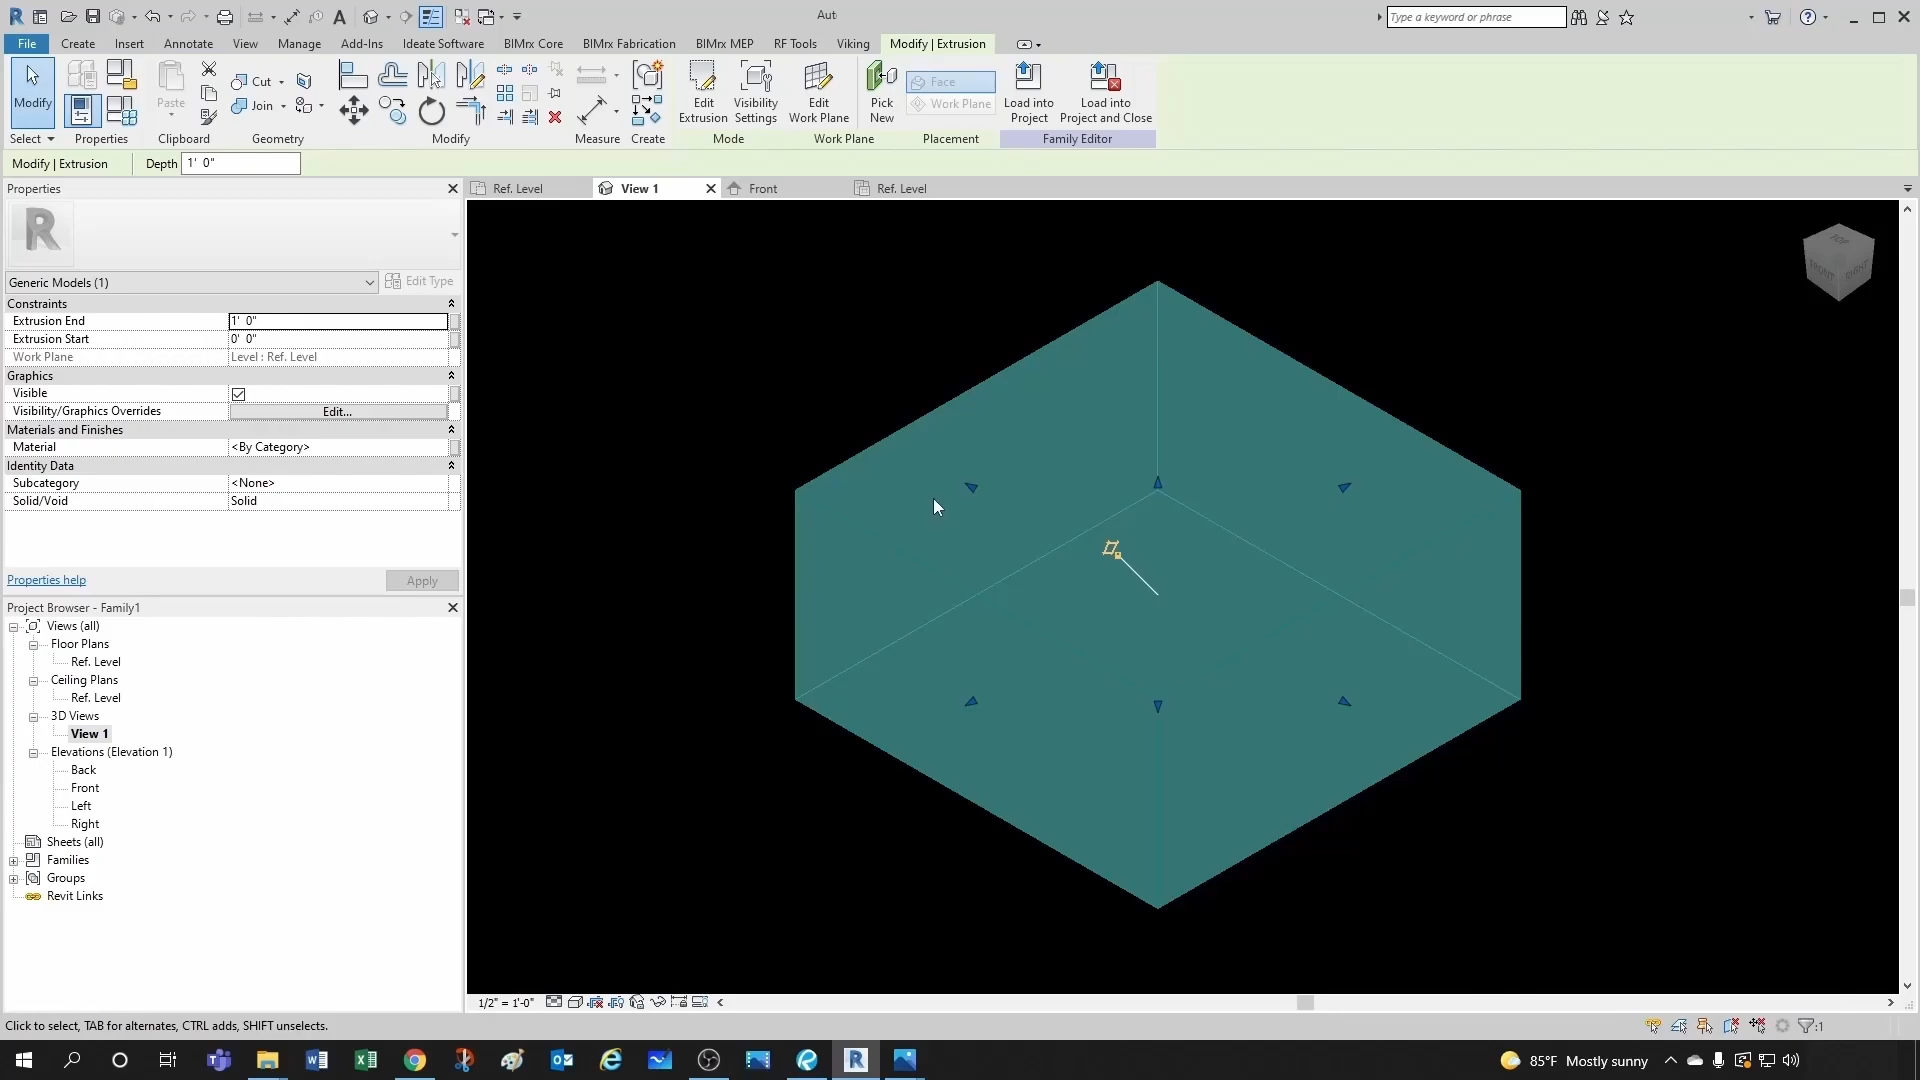 Aut
Type a keyword or phrase
File Create Insert Annotate View Manage Add-Ins Ideate Software BIMrx Core BIMrx Fabrication BIMrx MEP RF Tools Viking Modify | Extrusion
Modify
Paste
Cut
Join
Edit Extrusion
Visibility Settings
Edit Work Plane
Pick New
Face
Work Plane
Load into Project
Load into Project and Close
Select Properties Clipboard Geometry Modify Measure Create Mode Work Plane Placement Family Editor
Modify | Extrusion Depth 1' 0"
Properties
Ref. Level View 1 Front Ref. Level
R
Generic Models (1) Edit Type
Constraints
Extrusion End 1' 0"
Extrusion Start 0' 0"
Work Plane Level : Ref. Level
Graphics
Visible
Visibility/Graphics Overrides Edit...
Materials and Finishes
Material <By Category>
Identity Data
Subcategory <None>
Solid/Void Solid
Properties help Apply
Project Browser - Family1
Views (all)
Floor Plans
Ref. Level
Ceiling Plans
Ref. Level
3D Views
View 1
Elevations (Elevation 1)
Back
Front
Left
Right
Sheets (all)
Families
Groups
Revit Links
TOP
FRONT RIGHT
1/2" = 1'-0"
Click to select, TAB for alternates, CTRL adds, SHIFT unselects.
:1
85°F Mostly sunny